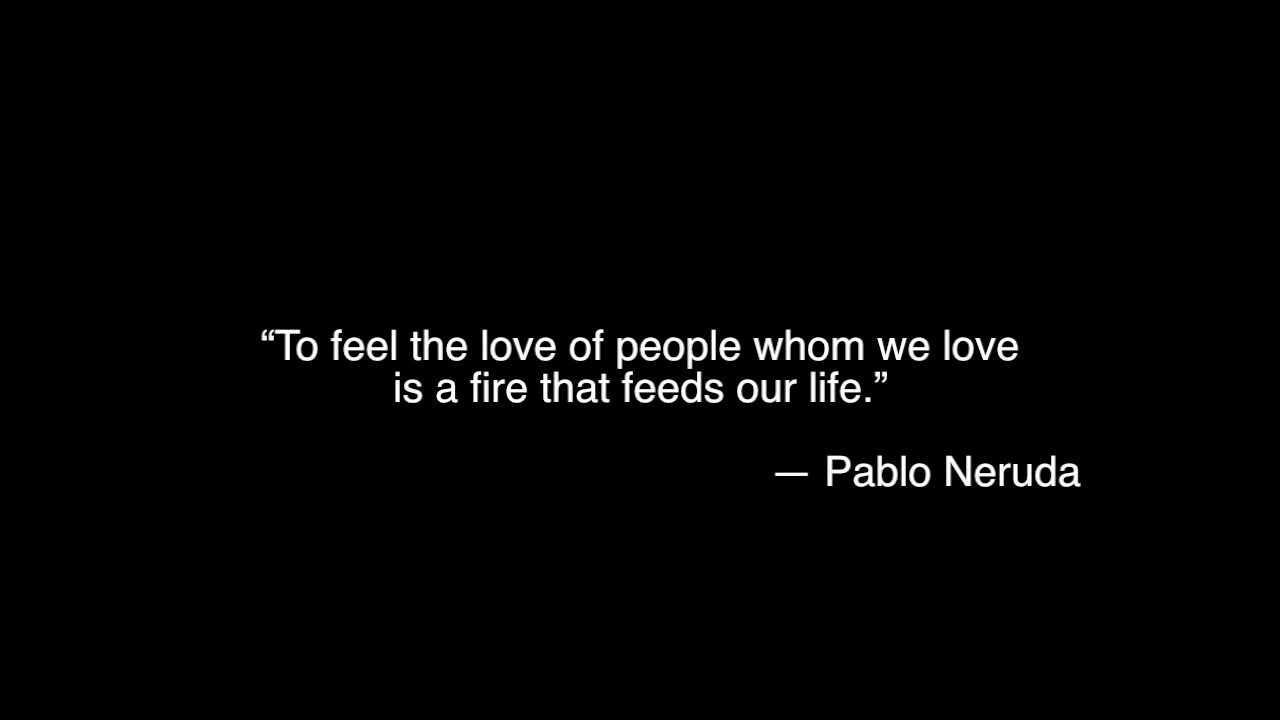 “To feel the love of people whom we love
is a fire that feeds our life.”
— Pablo Neruda